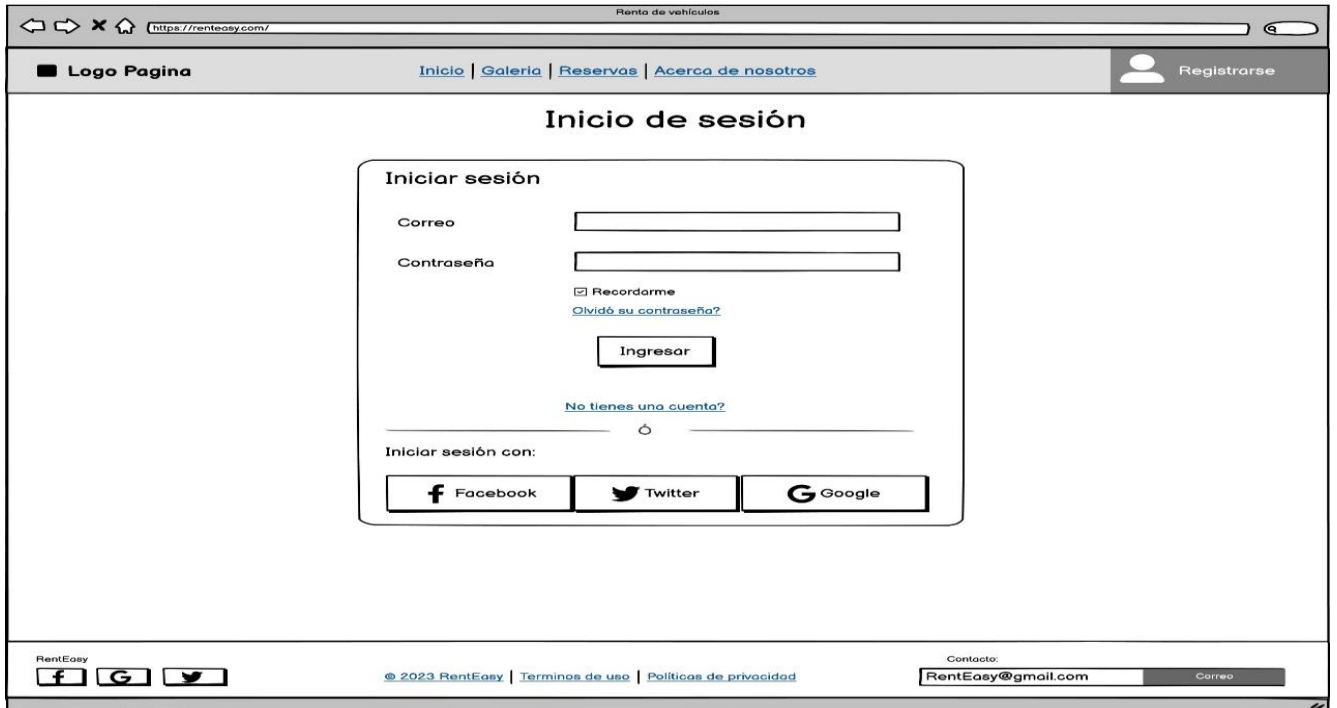 Renta de vehículos
https://renteasy.com/
Logo Pagina
Inicio | Galeria | Reservas | Acerca de nosotros
Registrarse
Inicio de sesión
Iniciar sesión
Correo
Contraseña
Recordarme
Olvidó su contraseña?
Ingresar
No tienes una cuenta?
Ó
Iniciar sesión con:
Facebook
Twitter
Google
RentEasy
© 2023 RentEasy | Terminos de uso | Políticas de privacidad
Contacto:
RentEasy@gmail.com
Correo